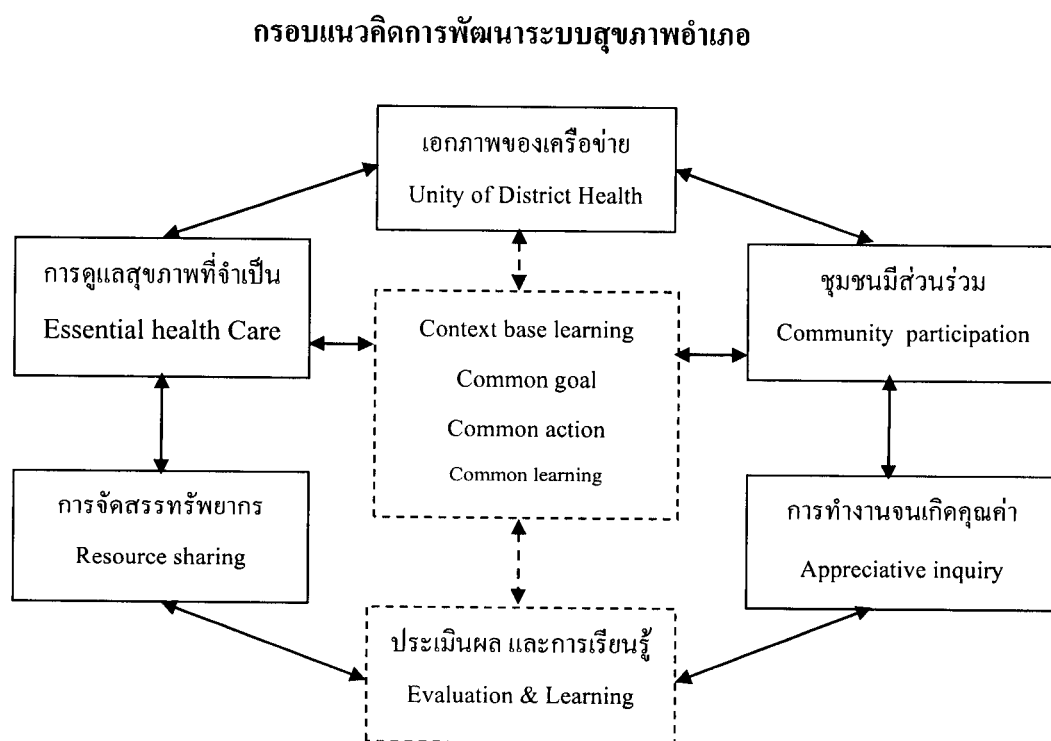 กรอบแนวคิดการพัฒนาระบบสุขภาพอำเภอ
เอกภาพของเครือข่าย
Unity of District Health
การดูแลสุขภาพที่จำเป็น
Essential health Care
ชุมชนมีส่วนร่วม
Community participation
Context base learning
Common goal
Common action
Common learning
การจัดสรรทรัพยากร
Resource sharing
การทำงานจนเกิดคุณค่า
Appreciative inquiry
ประเมินผล และการเรียนรู้
Evaluation & Learning